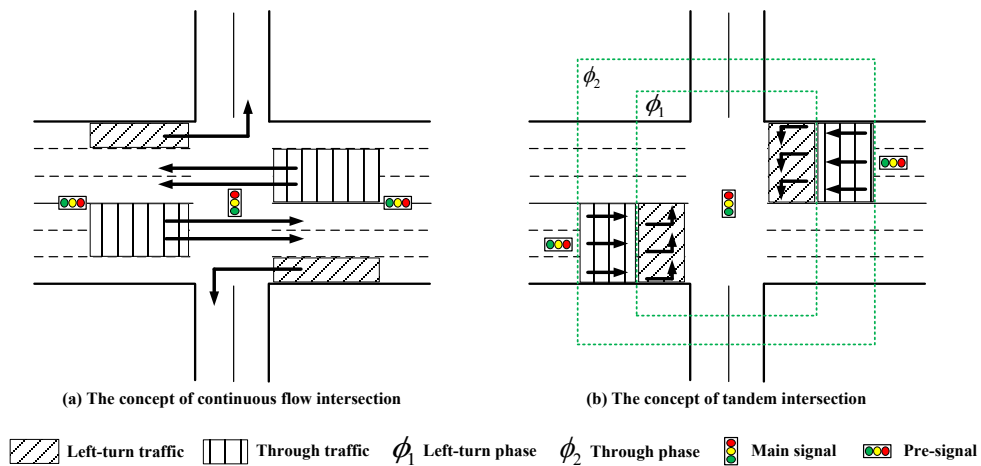 ϕ₂
ϕ₁
(a) The concept of continuous flow intersection
(b) The concept of tandem intersection
Left-turn traffic Through traffic ϕ₁ Left-turn phase ϕ₂ Through phase Main signal Pre-signal